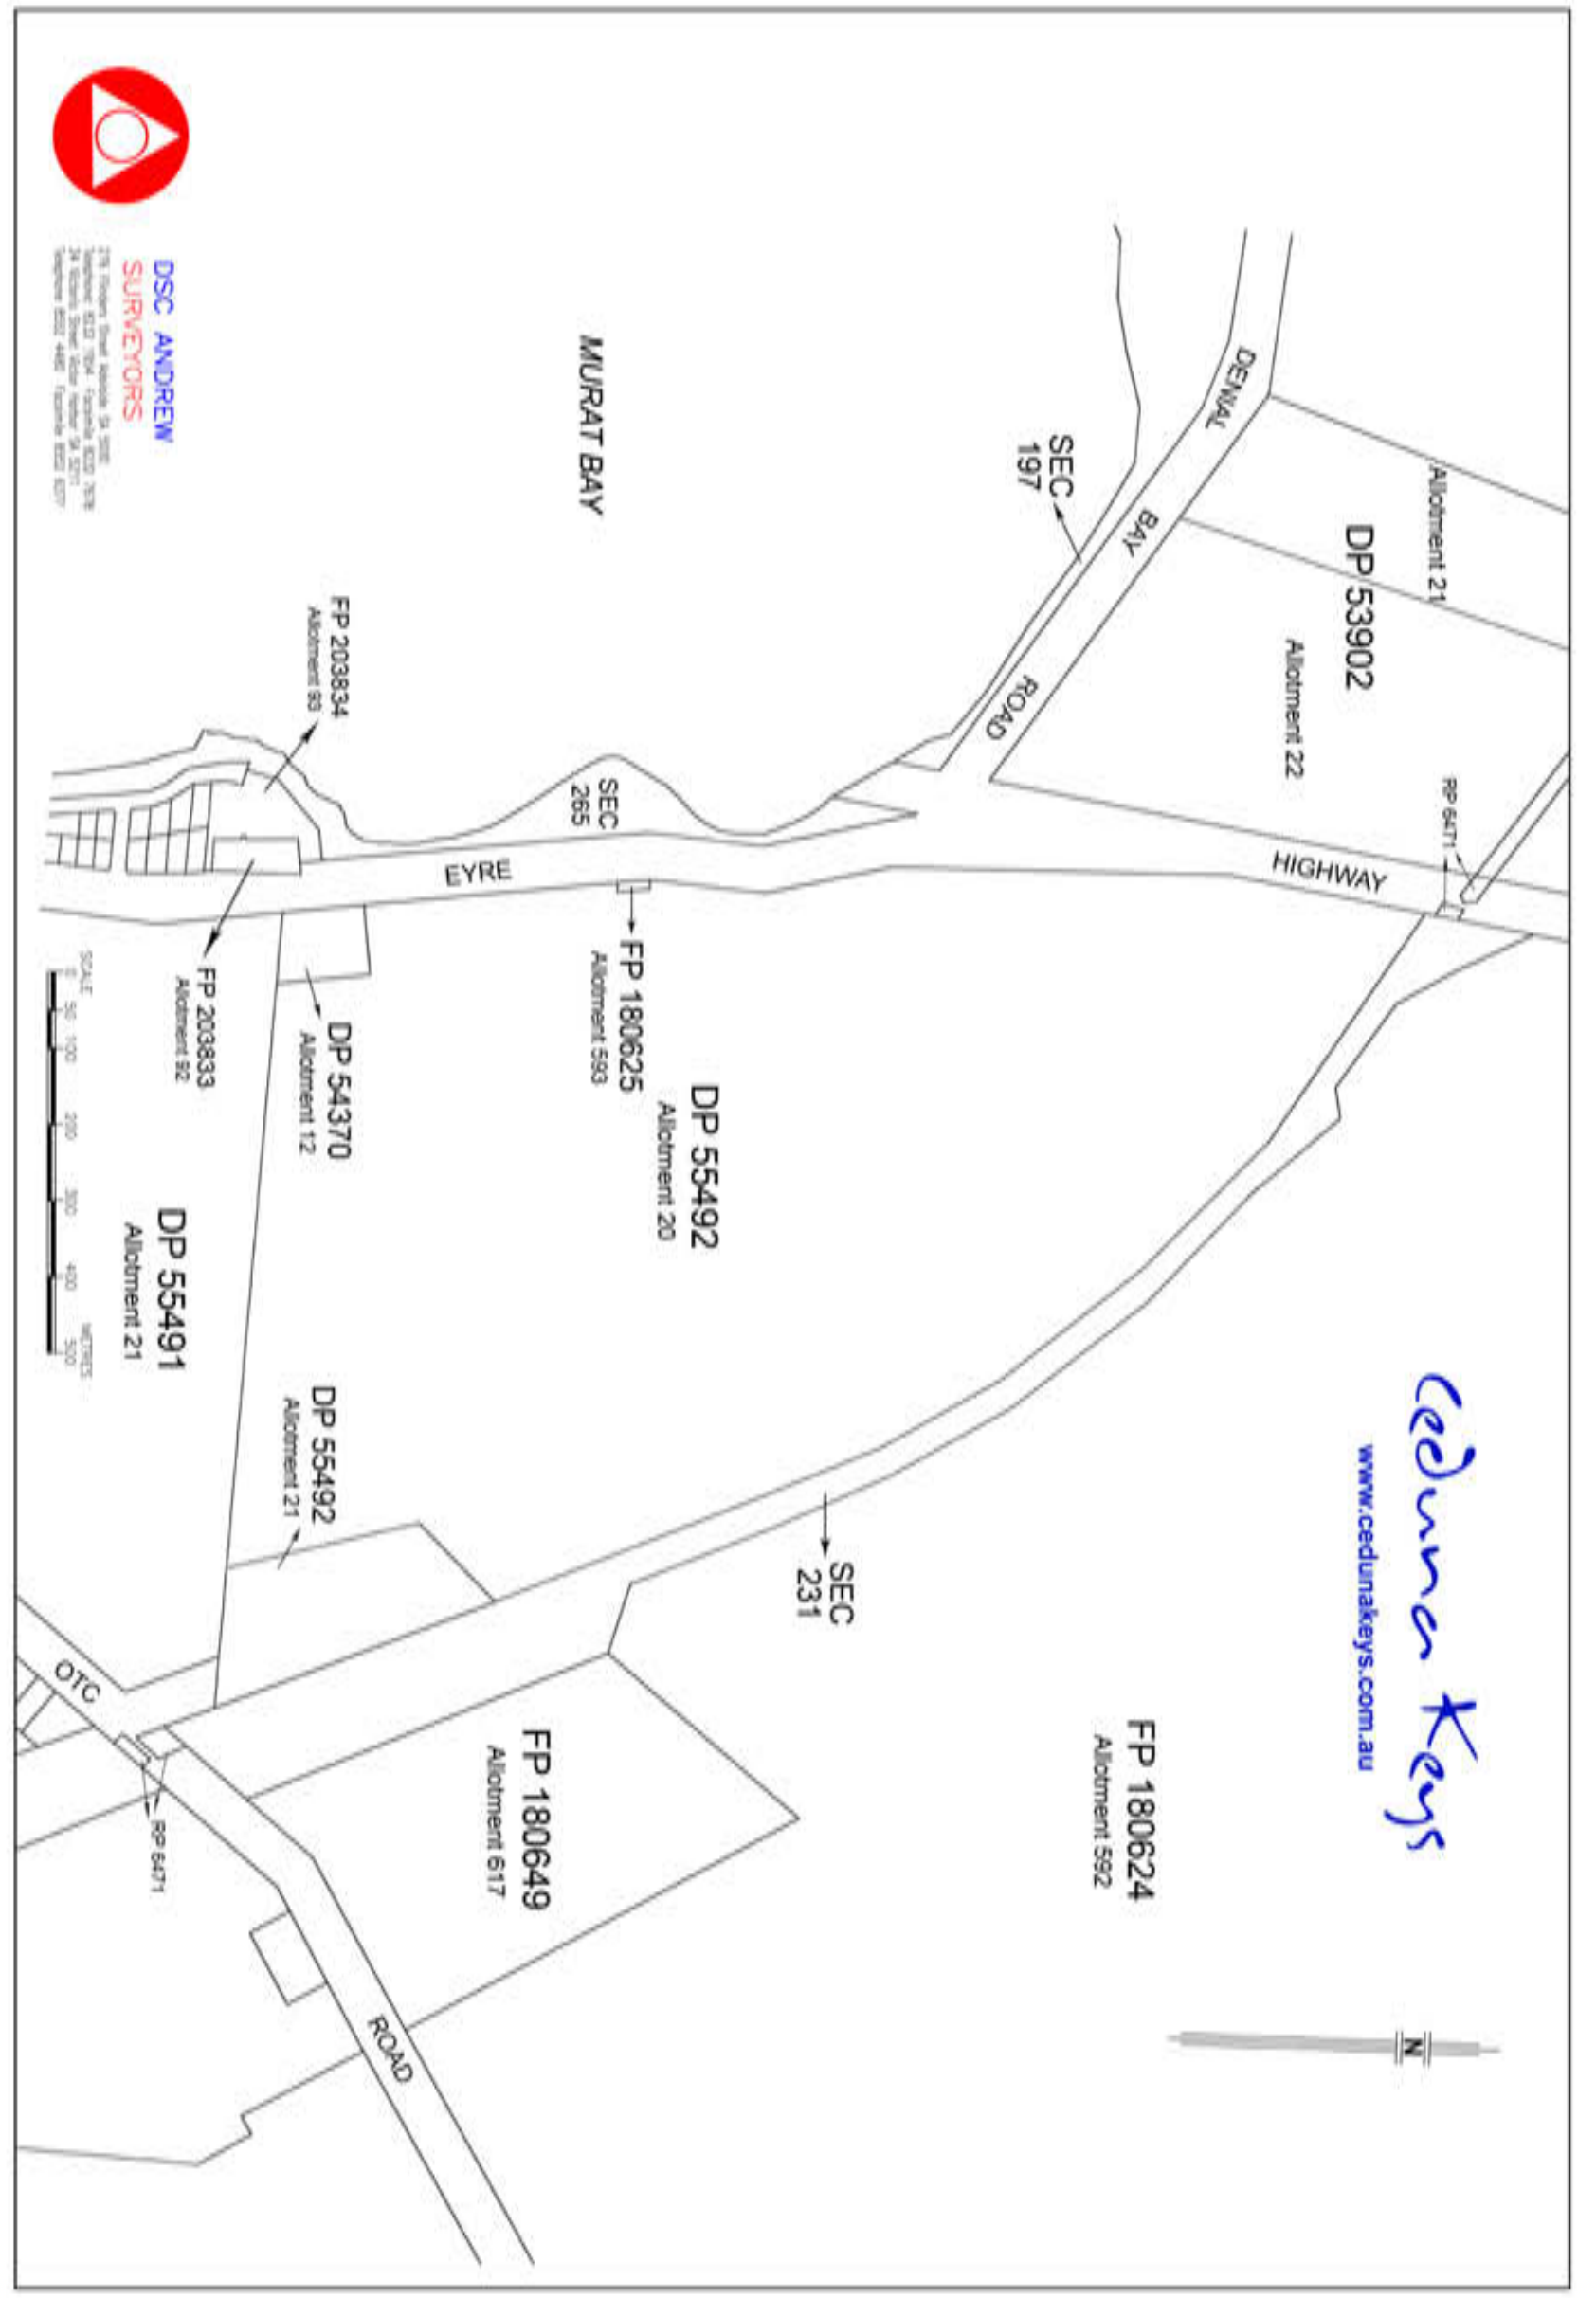 Ceduna Keys
www.cedunakeys.com.au
N
Allotment 21
DP 53902
Allotment 22
RP 6471
DENIAL
BAY
ROAD
HIGHWAY
SEC
197
FP 180624
Allotment 592
SEC
231
MURAT BAY
SEC
265
EYRE
DP 55492
Allotment 20
FP 180625
Allotment 593
FP 180649
Allotment 617
FP 203834
Allotment 93
DP 54370
Allotment 12
DP 55492
Allotment 21
FP 203833
Allotment 92
DP 55491
Allotment 21
OTC
ROAD
RP 6471
DSC ANDREW
SURVEYORS
SCALE METRES
0 50 100 200 300 400 500